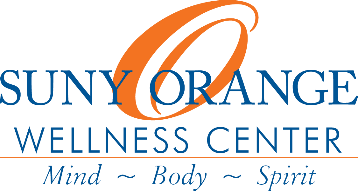 SUNY ORANGE
WELLNESS CENTER
Mind ~ Body ~ Spirit